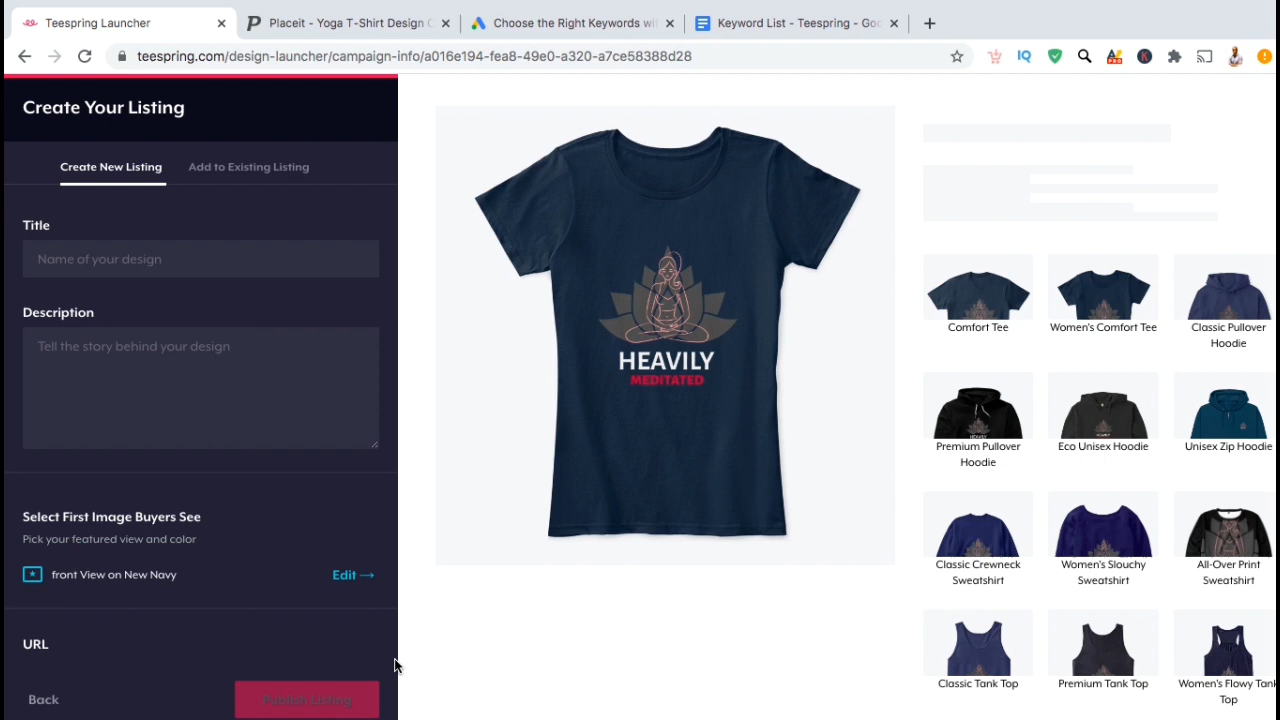 Teespring Launcher
Placeit - Yoga T-Shirt Design
Choose the Right Keywords wi
Keyword List - Teespring - Goo
teespring.com/design-launcher/campaign-info/a016e194-fea8-49e0-a320-a7ce58388d28
IQ
PRO
K
Create Your Listing
Create New Listing
Add to Existing Listing
Title
Name of your design
Description
Tell the story behind your design
Select First Image Buyers See
Pick your featured view and color
front View on New Navy
Edit →
URL
Back
Publish Listing
HEAVILY
MEDITATED
Comfort Tee
Women's Comfort Tee
Classic Pullover
Hoodie
Premium Pullover
Hoodie
Eco Unisex Hoodie
Unisex Zip Hoodie
Classic Crewneck
Sweatshirt
Women's Slouchy
Sweatshirt
All-Over Print
Sweatshirt
Classic Tank Top
Premium Tank Top
Women's Flowy Tank
Top